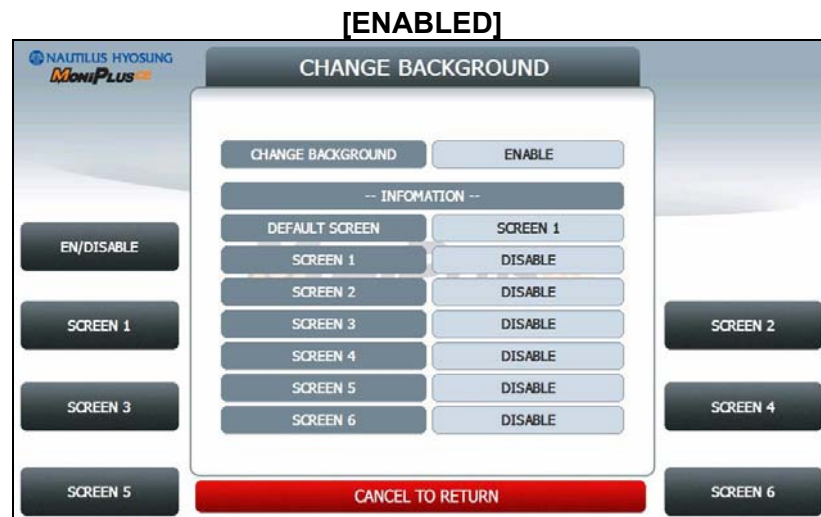 [ENABLED]
NAUTILUS HYOSUNG
MoniPlus CE
CHANGE BACKGROUND
CHANGE BACKGROUND ENABLE
-- INFOMATION --
DEFAULT SCREEN SCREEN 1
SCREEN 1 DISABLE
SCREEN 2 DISABLE
SCREEN 3 DISABLE
SCREEN 4 DISABLE
SCREEN 5 DISABLE
SCREEN 6 DISABLE
EN/DISABLE
SCREEN 1
SCREEN 2
SCREEN 3
SCREEN 4
SCREEN 5
CANCEL TO RETURN
SCREEN 6